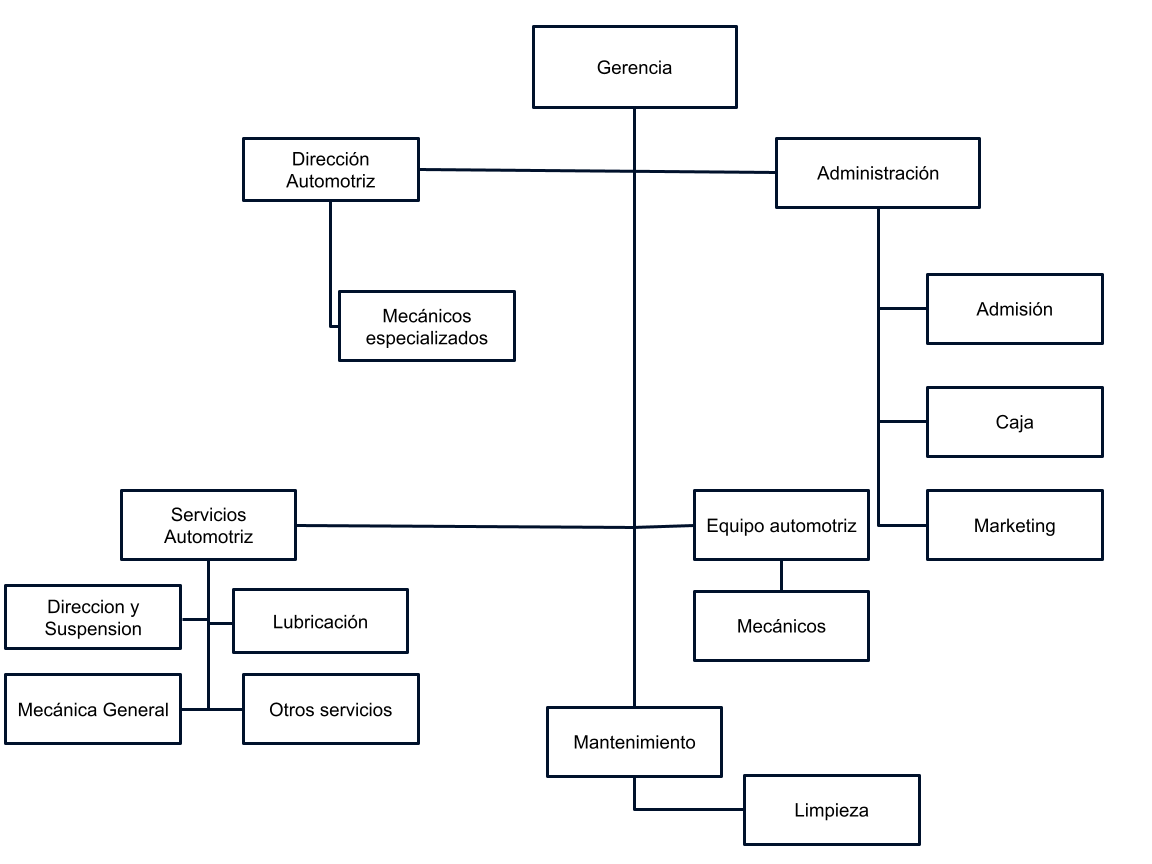 Gerencia
Dirección
Automotriz
Administración
Mecánicos
especializados
Admisión
Caja
Servicios
Automotriz
Equipo automotriz
Marketing
Direccion y
Suspension
Lubricación
Mecánicos
Mecánica General
Otros servicios
Mantenimiento
Limpieza